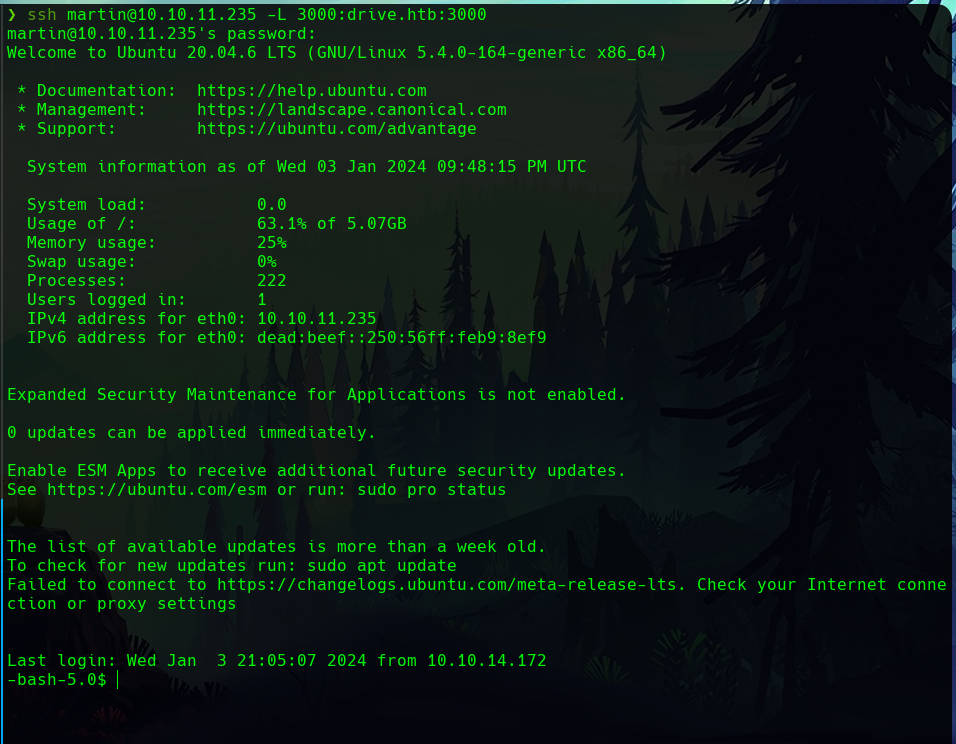 ❯ ssh martin@10.10.11.235 -L 3000:drive.htb:3000
martin@10.10.11.235's password:
Welcome to Ubuntu 20.04.6 LTS (GNU/Linux 5.4.0-164-generic x86_64)

 * Documentation:  https://help.ubuntu.com
 * Management:     https://landscape.canonical.com
 * Support:        https://ubuntu.com/advantage

  System information as of Wed 03 Jan 2024 09:48:15 PM UTC

  System load:           0.0
  Usage of /:            63.1% of 5.07GB
  Memory usage:          25%
  Swap usage:            0%
  Processes:             222
  Users logged in:       1
  IPv4 address for eth0: 10.10.11.235
  IPv6 address for eth0: dead:beef::250:56ff:feb9:8ef9

Expanded Security Maintenance for Applications is not enabled.

0 updates can be applied immediately.

Enable ESM Apps to receive additional future security updates.
See https://ubuntu.com/esm or run: sudo pro status

The list of available updates is more than a week old.
To check for new updates run: sudo apt update
Failed to connect to https://changelogs.ubuntu.com/meta-release-lts. Check your Internet conne
ction or proxy settings

Last login: Wed Jan  3 21:05:07 2024 from 10.10.14.172
-bash-5.0$